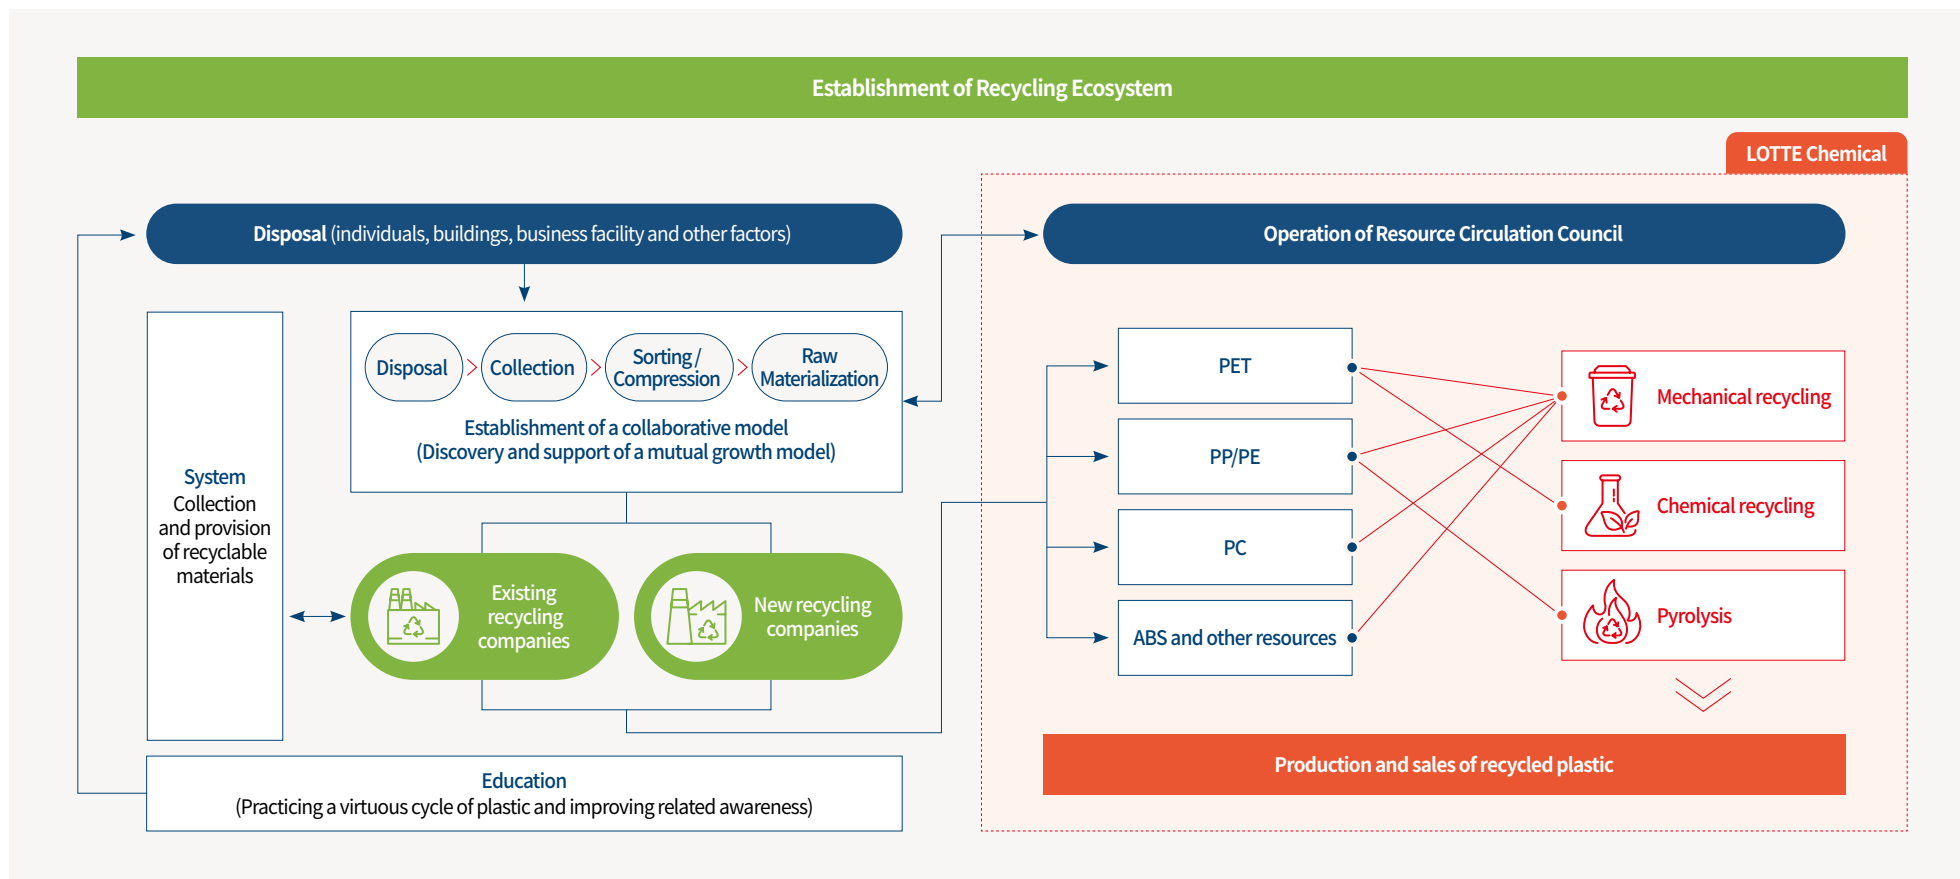 Establishment of Recycling Ecosystem
LOTTE Chemical
Disposal (individuals, buildings, business facility and other factors)
Disposal
Collection
Sorting /
Compression
Raw
Materialization
Establishment of a collaborative model
(Discovery and support of a mutual growth model)
System
Collection
and provision
of recyclable
materials
Existing
recycling
companies
New recycling
companies
Education
(Practicing a virtuous cycle of plastic and improving related awareness)
Operation of Resource Circulation Council
PET
PP/PE
PC
ABS and other resources
Mechanical recycling
Chemical recycling
Pyrolysis
Production and sales of recycled plastic